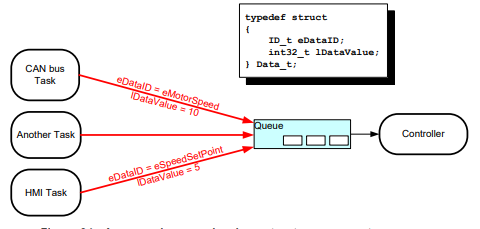 typedef struct
{
ID_t eDataID;
int32_t lDataValue;
} Data_t;
CAN bus
Task
eDataID = eMotorSpeed
lDataValue = 10
Another Task
Queue
Controller
HMI Task
eDataID = eSpeedSetPoint
lDataValue = 5